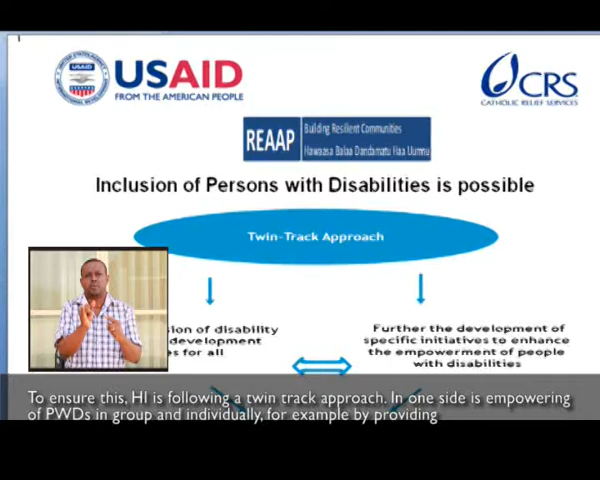 USAID
FROM THE AMERICAN PEOPLE
CRS
CATHOLIC RELIEF SERVICES
REAAP
Building Resilient Communities
Hawaasa Balaa Dandamatu Haa Uumnu
Inclusion of Persons with Disabilities is possible
Twin-Track Approach
sion of disability
development
es for all
Further the development of
specific initiatives to enhance
the empowerment of people
with disabilities
To ensure this, HI is following a twin track approach. In one side is empowering
of PWDs in group and individually, for example by providing